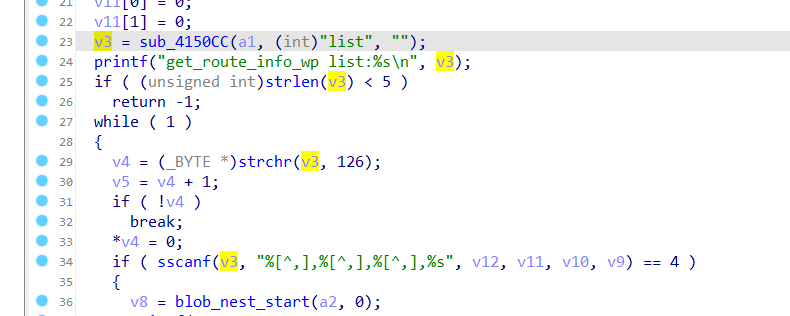 21 v11[0] = 0;
22 v11[1] = 0;
23 v3 = sub_4150CC(a1, (int)"list", "");
24 printf("get_route_info_wp list:%s\n", v3);
25 if ( (unsigned int)strlen(v3) < 5 )
26 return -1;
27 while ( 1 )
28 {
29 v4 = (_BYTE *)strchr(v3, 126);
30 v5 = v4 + 1;
31 if ( !v4 )
32 break;
33 *v4 = 0;
34 if ( sscanf(v3, "%[^,],%[^,],%[^,],%s", v12, v11, v10, v9) == 4 )
35 {
36 v8 = blob_nest_start(a2, 0);